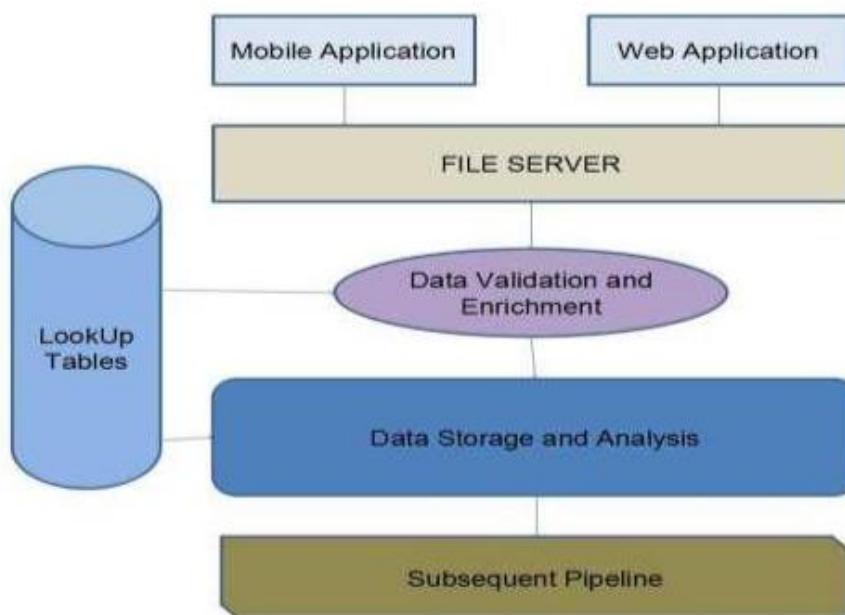 Mobile Application
Web Application
FILE SERVER
Data Validation and
Enrichment
LookUp
Tables
Data Storage and Analysis
Subsequent Pipeline